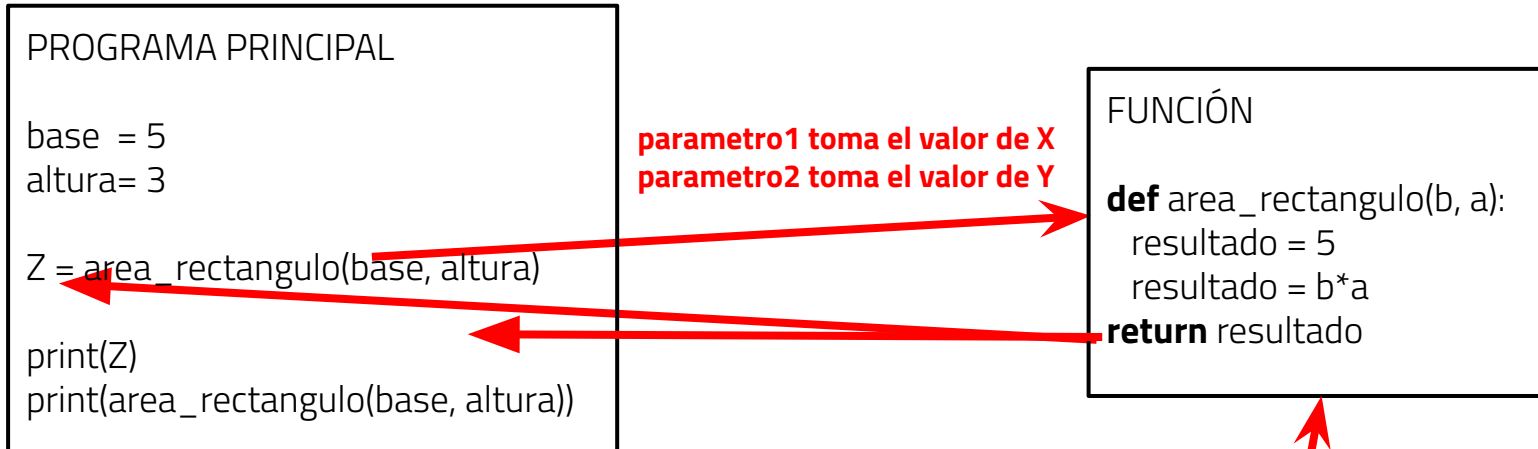 PROGRAMA PRINCIPAL
base = 5
altura= 3
Z = area_rectangulo(base, altura)
print(Z)
print(area_rectangulo(base, altura))
parametro1 toma el valor de X
parametro2 toma el valor de Y
FUNCIÓN
def area_rectangulo(b, a):
resultado = 5
resultado = b*a
return resultado